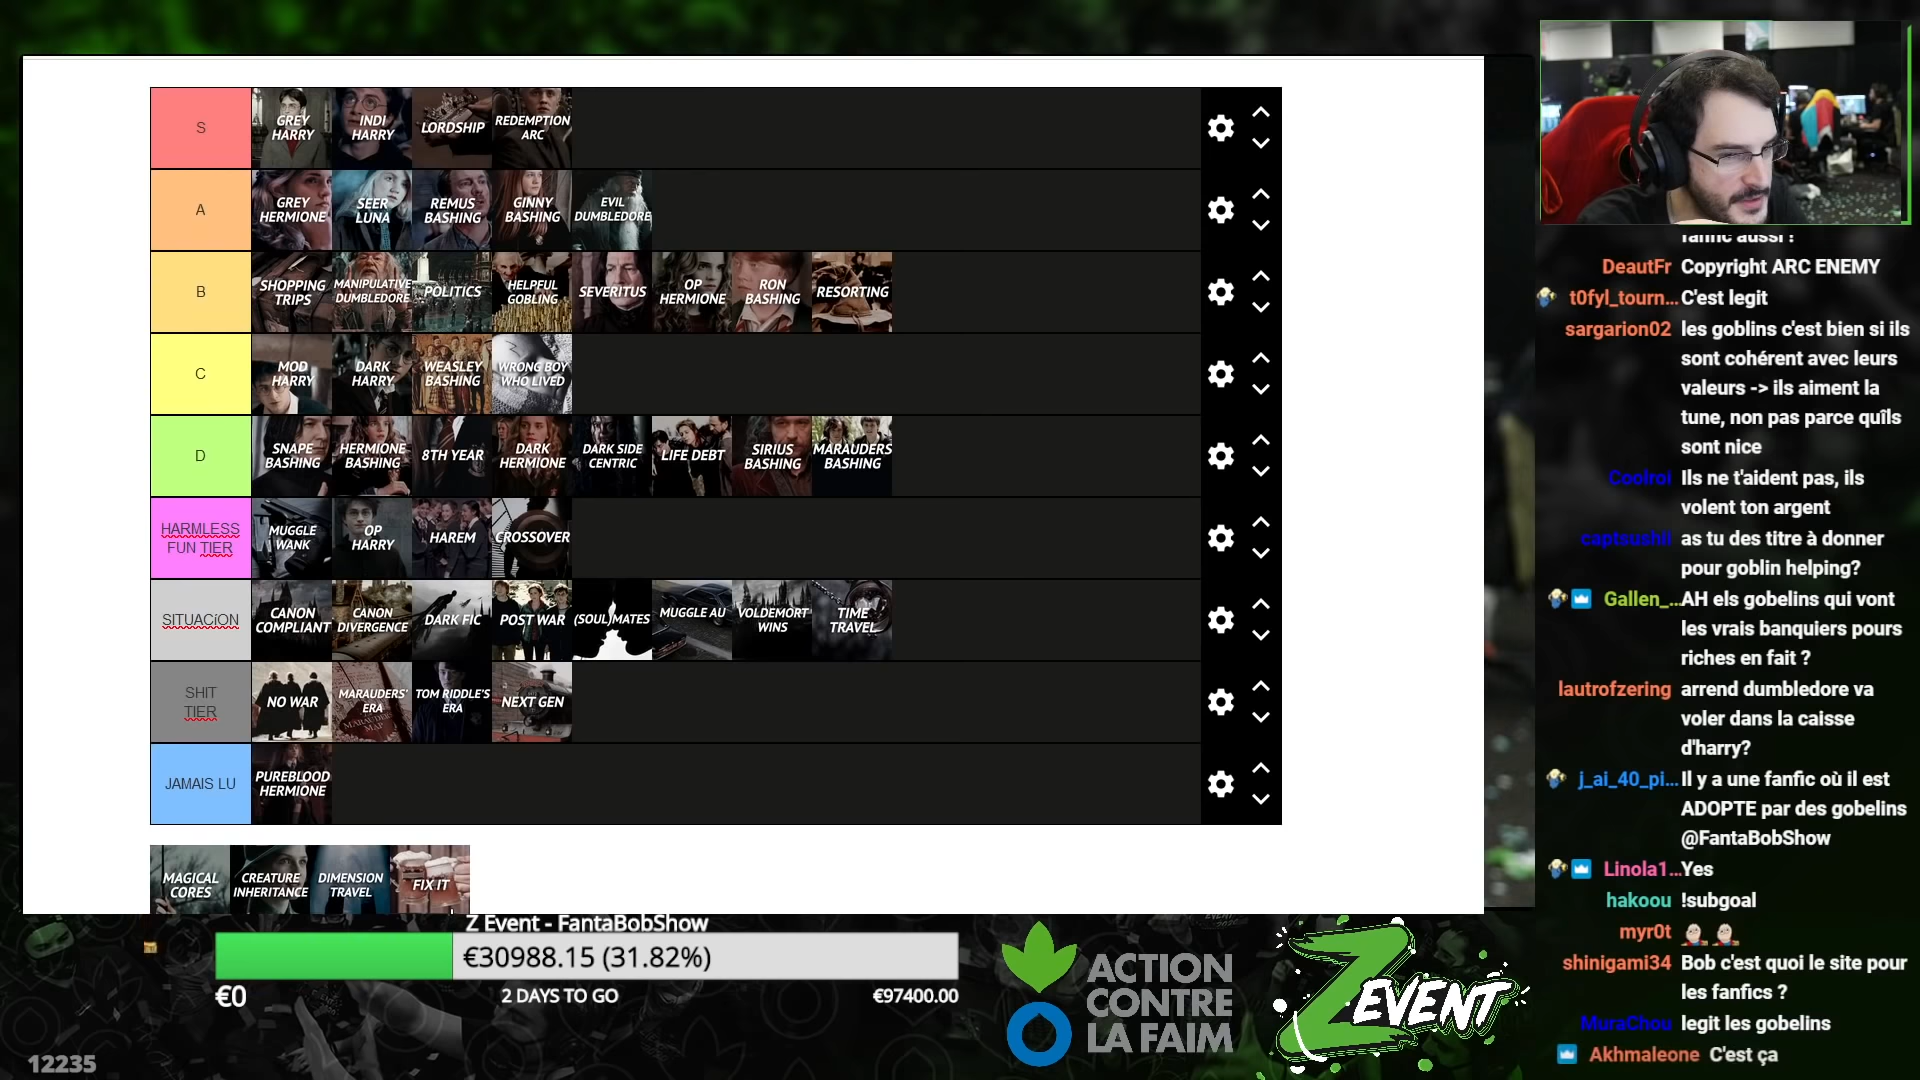 S
GREY
HARRY
INDI
HARRY
LORDSHIP
REDEMPTION
ARC
A
GREY
HERMIONE
SEER
LUNA
REMUS
BASHING
GINNY
BASHING
EVIL
DUMBLEDORE
B
SHOPPING
TRIPS
MANIPULATIVE
DUMBLEDORE
POLITICS
HELPFUL
GOBLING
SEVERITUS
OP
HERMIONE
RON
BASHING
RESORTING
C
MOD
HARRY
DARK
HARRY
WEASLEY
BASHING
WRONG BOY
WHO LIVED
D
SNAPE
BASHING
HERMIONE
BASHING
8TH YEAR
DARK
HERMIONE
DARK SIDE
CENTRIC
LIFE DEBT
SIRIUS
BASHING
MARAUDERS
BASHING
HARMLESS
FUN TIER
MUGGLE
WANK
OP
HARRY
HAREM
CROSSOVER
SITUACiON
CANON
COMPLIANT
CANON
DIVERGENCE
DARK FIC
POST WAR
(SOUL)MATES
MUGGLE AU
VOLDEMORT
WINS
TIME
TRAVEL
SHIT
TIER
NO WAR
MARAUDERS'
ERA
TOM RIDDLE'S
ERA
NEXT GEN
JAMAIS LU
PUREBLOOD
HERMIONE
MAGICAL
CORES
CREATURE
INHERITANCE
DIMENSION
TRAVEL
FIX IT
Z Event - FantaBobShow
€30988.15 (31.82%)
€0
2 DAYS TO GO
€97400.00
12235
ACTION
CONTRE
LA FAIM
ZEVENT
fanfic aussi !
DeautFr Copyright ARC ENEMY
t0fyl_tourn... C'est legit
sargarion02 les goblins c'est bien si ils
sont cohérent avec leurs
valeurs -> ils aiment la
tune, non pas parce quîls
sont nice
Coolroi Ils ne t'aident pas, ils
volent ton argent
captsushii as tu des titre à donner
pour goblin helping?
Gallen_... AH els gobelins qui vont
les vrais banquiers pours
riches en fait ?
lautrofzering arrend dumbledore va
voler dans la caisse
d'harry?
j_ai_40_pi... Il y a une fanfic où il est
ADOPTE par des gobelins
@FantaBobShow
Linola1... Yes
hakoou !subgoal
myr0t
shinigami34 Bob c'est quoi le site pour
les fanfics ?
MuraChou legit les gobelins
Akhmaleone C'est ça